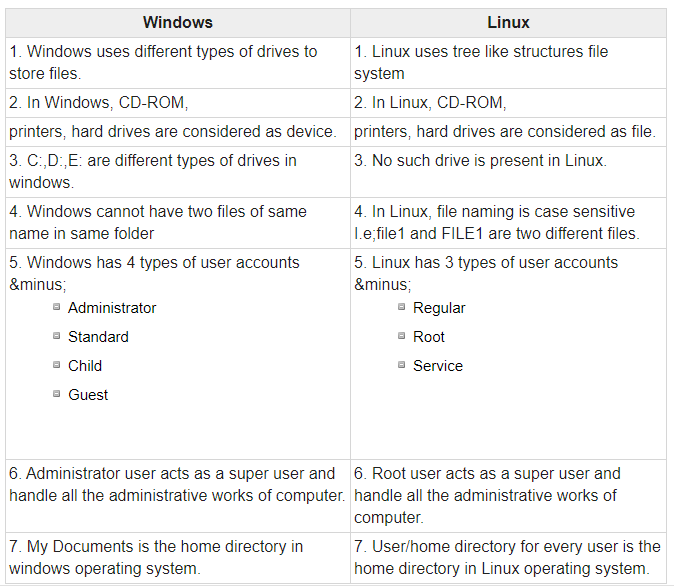 Windows
Linux
1. Windows uses different types of drives to
store files.
1. Linux uses tree like structures file
system
2. In Windows, CD-ROM,
2. In Linux, CD-ROM,
printers, hard drives are considered as device.
printers, hard drives are considered as file.
3. C:,D:,E: are different types of drives in
windows.
3. No such drive is present in Linux.
4. Windows cannot have two files of same
name in same folder
4. In Linux, file naming is case sensitive
I.e;file1 and FILE1 are two different files.
5. Windows has 4 types of user accounts
&minus;
Administrator
Standard
Child
Guest
5. Linux has 3 types of user accounts
&minus;
Regular
Root
Service
6. Administrator user acts as a super user and
handle all the administrative works of computer.
6. Root user acts as a super user and
handle all the administrative works of
computer.
7. My Documents is the home directory in
windows operating system.
7. User/home directory for every user is the
home directory in Linux operating system.